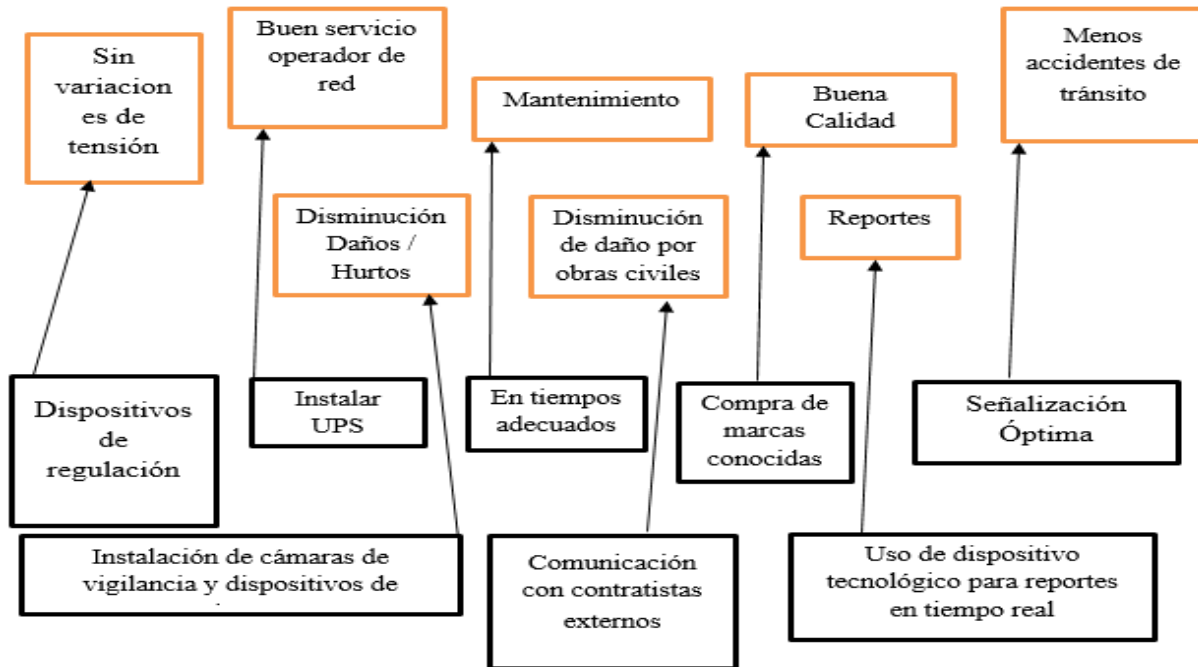 Sin
variacion
es de
tensión
Buen servicio
operador de
red
Mantenimiento
Buena
Calidad
Menos
accidentes de
tránsito
Disminución
Daños /
Hurtos
Disminución
de daño por
obras civiles
Reportes
Dispositivos
de
regulación
Instalar
UPS
En tiempos
adecuados
Compra de
marcas
conocidas
Señalización
Óptima
Instalación de cámaras de
vigilancia y dispositivos de
Comunicación
con contratistas
externos
Uso de dispositivo
tecnológico para reportes
en tiempo real